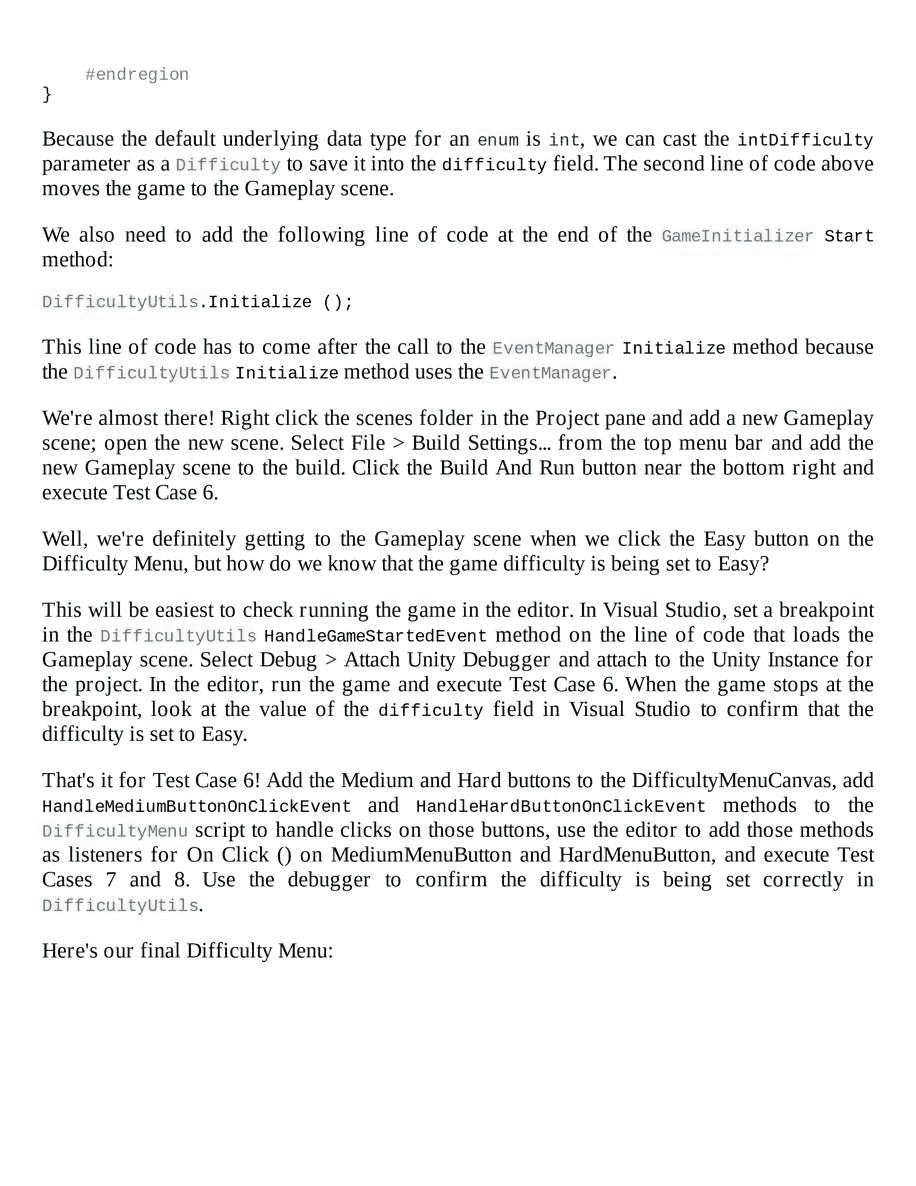 #endregion
}
Because the default underlying data type for an enum is int, we can cast the intDifficulty
parameter as a Difficulty to save it into the difficulty field. The second line of code above
moves the game to the Gameplay scene.
We also need to add the following line of code at the end of the GameInitializer Start
method:
DifficultyUtils.Initialize ();
This line of code has to come after the call to the EventManager Initialize method because
the DifficultyUtils Initialize method uses the EventManager.
We're almost there! Right click the scenes folder in the Project pane and add a new Gameplay
scene; open the new scene. Select File > Build Settings... from the top menu bar and add the
new Gameplay scene to the build. Click the Build And Run button near the bottom right and
execute Test Case 6.
Well, we're definitely getting to the Gameplay scene when we click the Easy button on the
Difficulty Menu, but how do we know that the game difficulty is being set to Easy?
This will be easiest to check running the game in the editor. In Visual Studio, set a breakpoint
in the DifficultyUtils HandleGameStartedEvent method on the line of code that loads the
Gameplay scene. Select Debug > Attach Unity Debugger and attach to the Unity Instance for
the project. In the editor, run the game and execute Test Case 6. When the game stops at the
breakpoint, look at the value of the difficulty field in Visual Studio to confirm that the
difficulty is set to Easy.
That's it for Test Case 6! Add the Medium and Hard buttons to the DifficultyMenuCanvas, add
HandleMediumButtonOnClickEvent and HandleHardButtonOnClickEvent methods to the
DifficultyMenu script to handle clicks on those buttons, use the editor to add those methods
as listeners for On Click () on MediumMenuButton and HardMenuButton, and execute Test
Cases 7 and 8. Use the debugger to confirm the difficulty is being set correctly in
DifficultyUtils.
Here's our final Difficulty Menu: